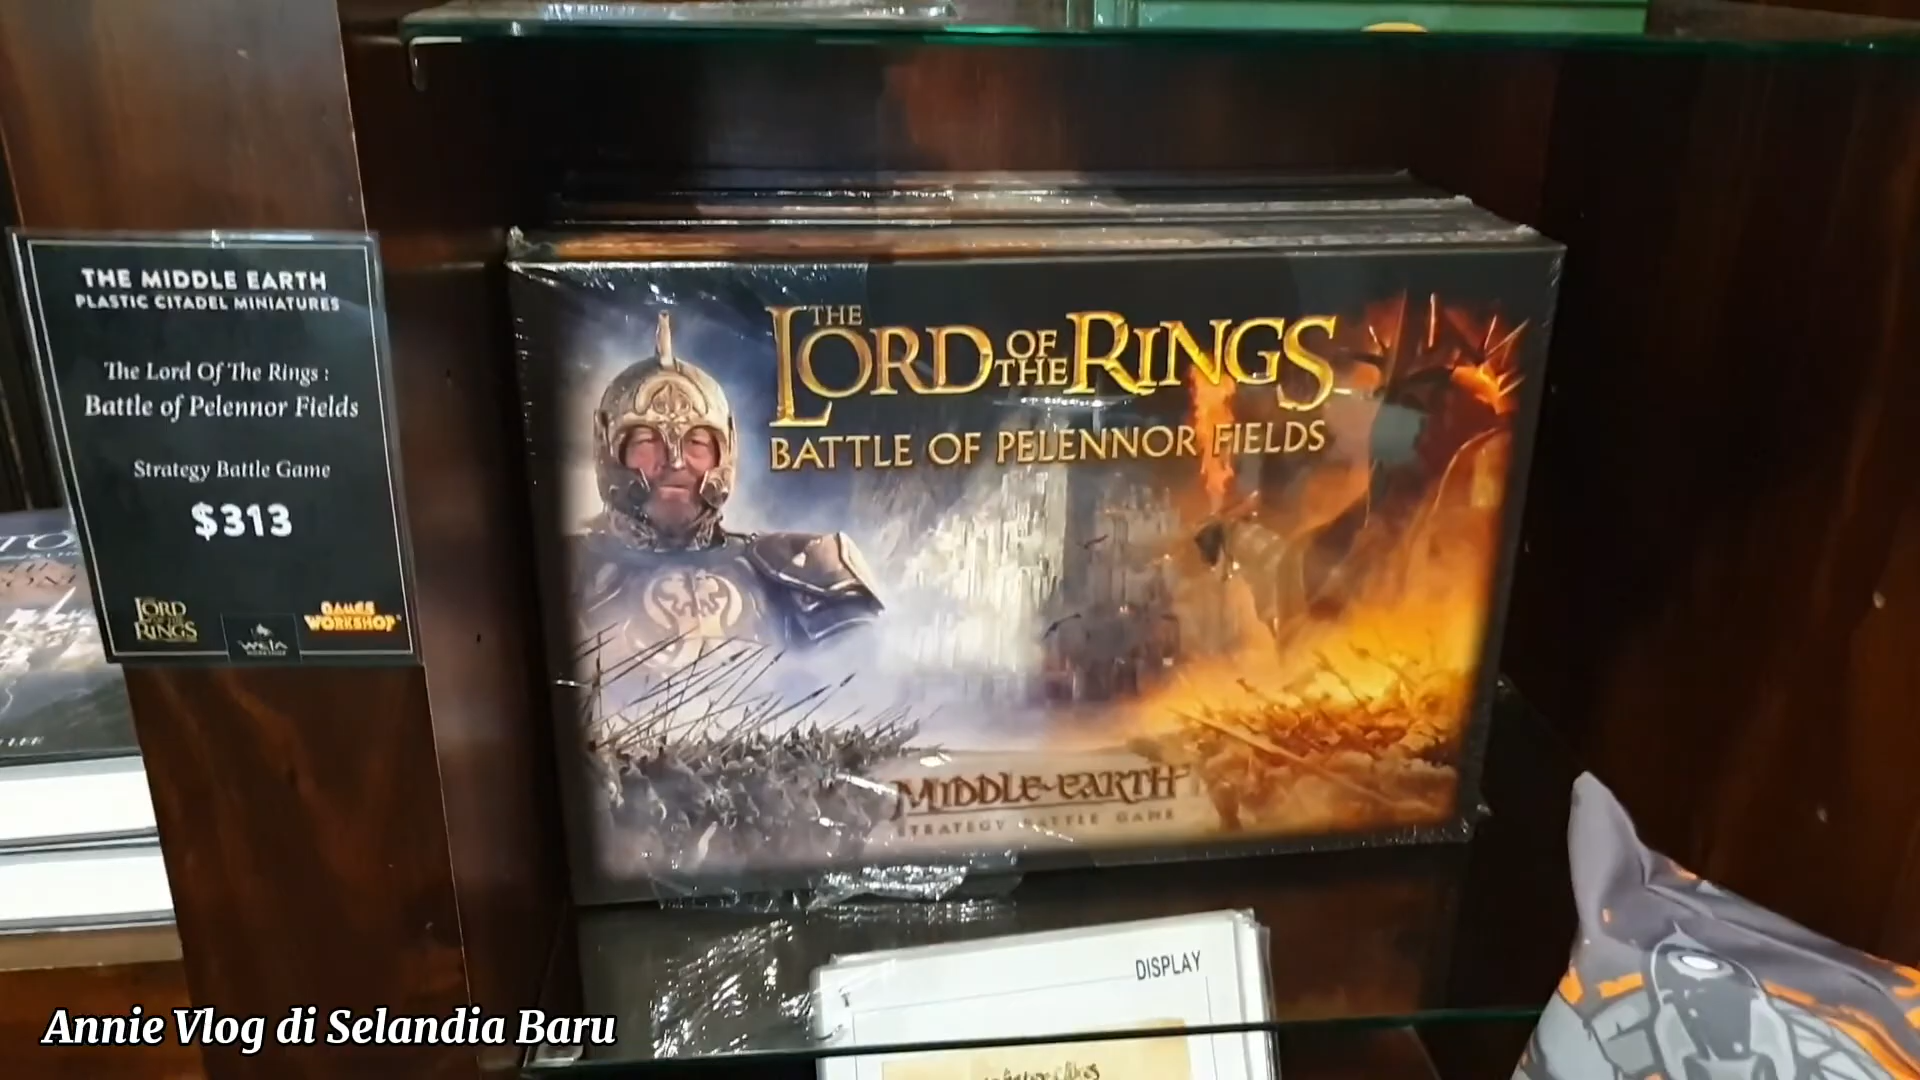 THE MIDDLE EARTH
PLASTIC CITADEL MINIATURES
The Lord Of The Rings :
Battle of Pelennor Fields
Strategy Battle Game
$313
THE
LORD
OF THE
RINGS
WETA
GAMES
WORKSHOP
THE
LORD OF THE RINGS
BATTLE OF PELENNOR FIELDS
MIDDLE-EARTH
STRATEGY BATTLE GAME
DISPLAY
Annie Vlog di Selandia Baru